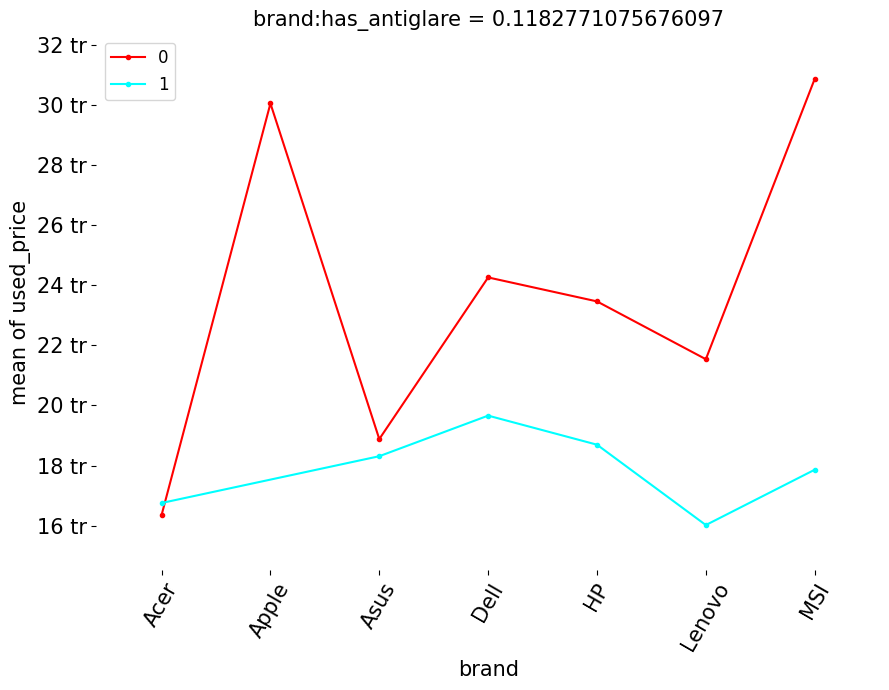 brand:has_antiglare = 0.1182771075676097
0
1
32 tr
30 tr
28 tr
26 tr
24 tr
22 tr
20 tr
18 tr
16 tr
mean of used_price
Acer
Apple
Asus
Dell
HP
Lenovo
MSI
brand